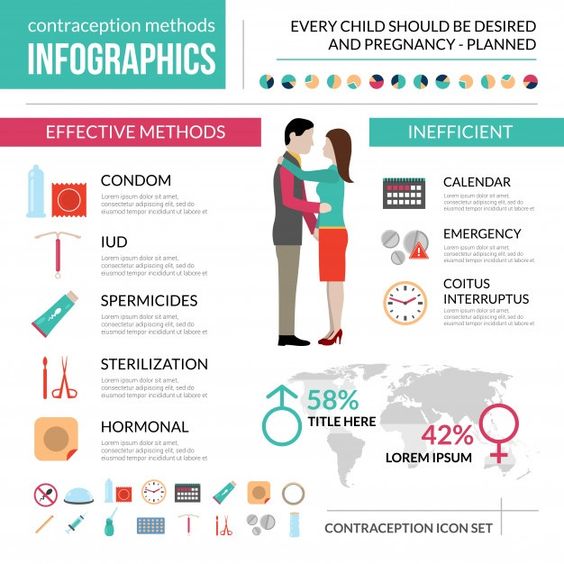 contraception methods
INFOGRAPHICS
EVERY CHILD SHOULD BE DESIRED
AND PREGNANCY - PLANNED
EFFECTIVE METHODS
CONDOM
Lorem ipsum dolor sit amet,
consectetur adipiscing elit, sed do
eiusmod tempor ut labore et
IUD
Lorem ipsum dolor sit amet,
consectetur adipiscing elit, sed do
eiusmod tempor ut labore et
SPERMICIDES
Lorem ipsum dolor sit amet,
consectetur adipiscing elit, sed do
eiusmod tempor incididunt ut labore et
STERILIZATION
Lorem ipsum dolor sit amet,
consectetur adipiscing elit, sed do
eiusmod tempor incididunt ut labore et
HORMONAL
Lorem ipsum dolor sit amet,
consectetur adipiscing elit, sed do
eiusmod tempor incididunt ut labore et
INEFFICIENT
CALENDAR
Lorem ipsum dolor sit amet,
consectetur adipiscing elit, sed do
eiusmod tempor incididunt ut labore et
EMERGENCY
Lorem ipsum dolor sit amet,
consectetur adipiscing elit, sed do
eiusmod tempor incididunt ut labore et
COITUS
INTERRUPTUS
Lorem ipsum dolor sit amet,
consectetur adipiscing elit, sed do
eiusmod tempor incididunt ut labore et
58%
TITLE HERE
42%
LOREM IPSUM
CONTRACEPTION ICON SET